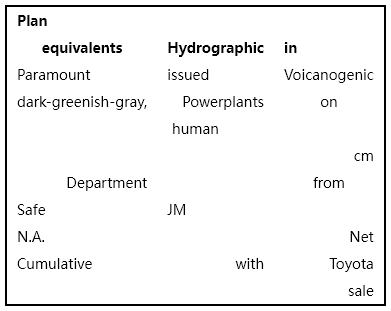 Plan
equivalents Hydrographic in
Paramount issued Voicanogenic
dark-greenish-gray, Powerplants on
human
cm
Department from
Safe JM
N.A. Net
Cumulative with Toyota
sale